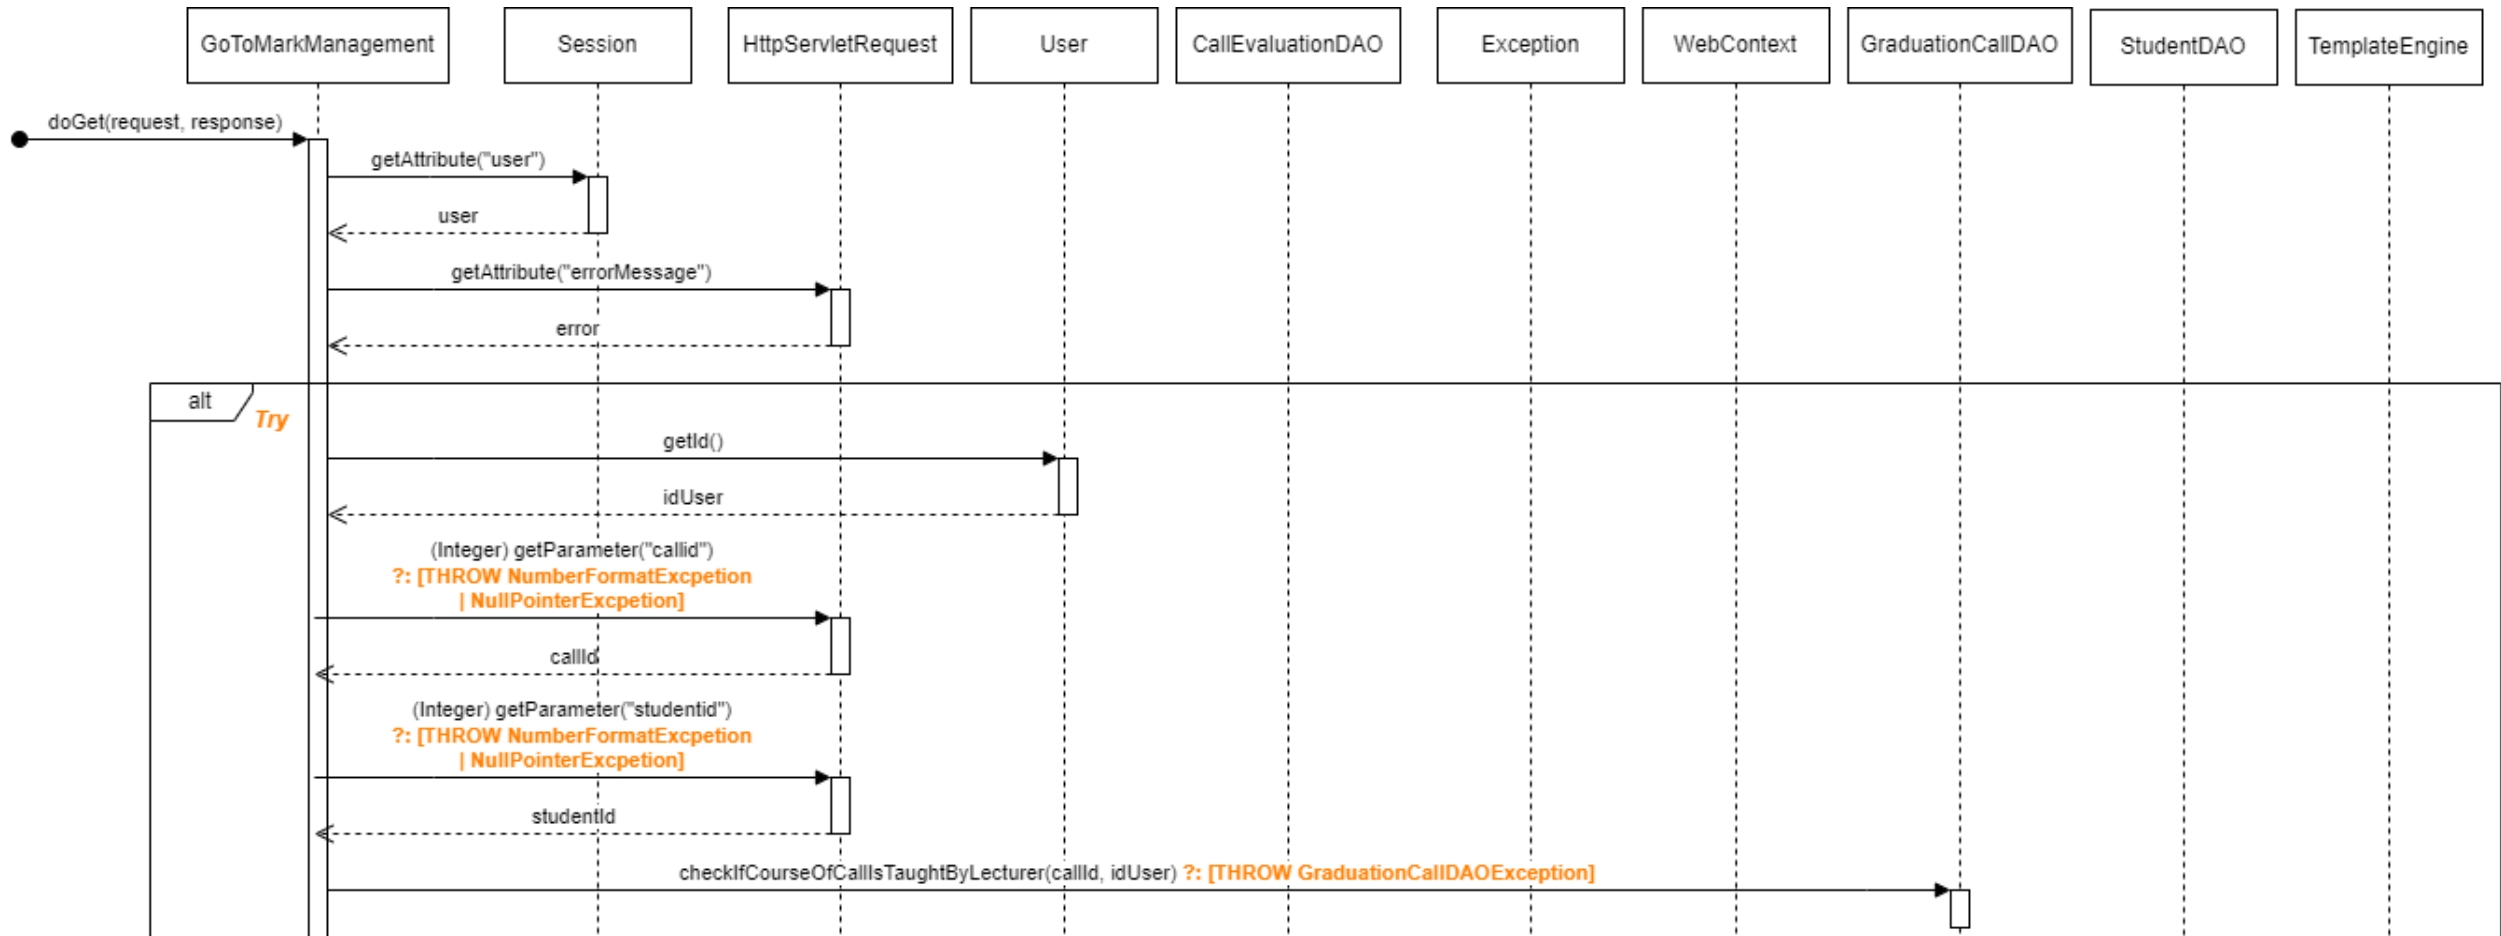 GoToMarkManagement
Session
HttpServletRequest
User
CallEvaluationDAO
Exception
WebContext
GraduationCallDAO
StudentDAO
TemplateEngine
doGet(request, response)
getAttribute("user")
user
getAttribute("errorMessage")
error
alt
Try
getId()
idUser
(Integer) getParameter("callid")
?: [THROW NumberFormatExcpetion
| NullPointerExcpetion]
callId
(Integer) getParameter("studentid")
?: [THROW NumberFormatExcpetion
| NullPointerExcpetion]
studentId
checkIfCourseOfCallIsTaughtByLecturer(callId, idUser) ?: [THROW GraduationCallDAOException]